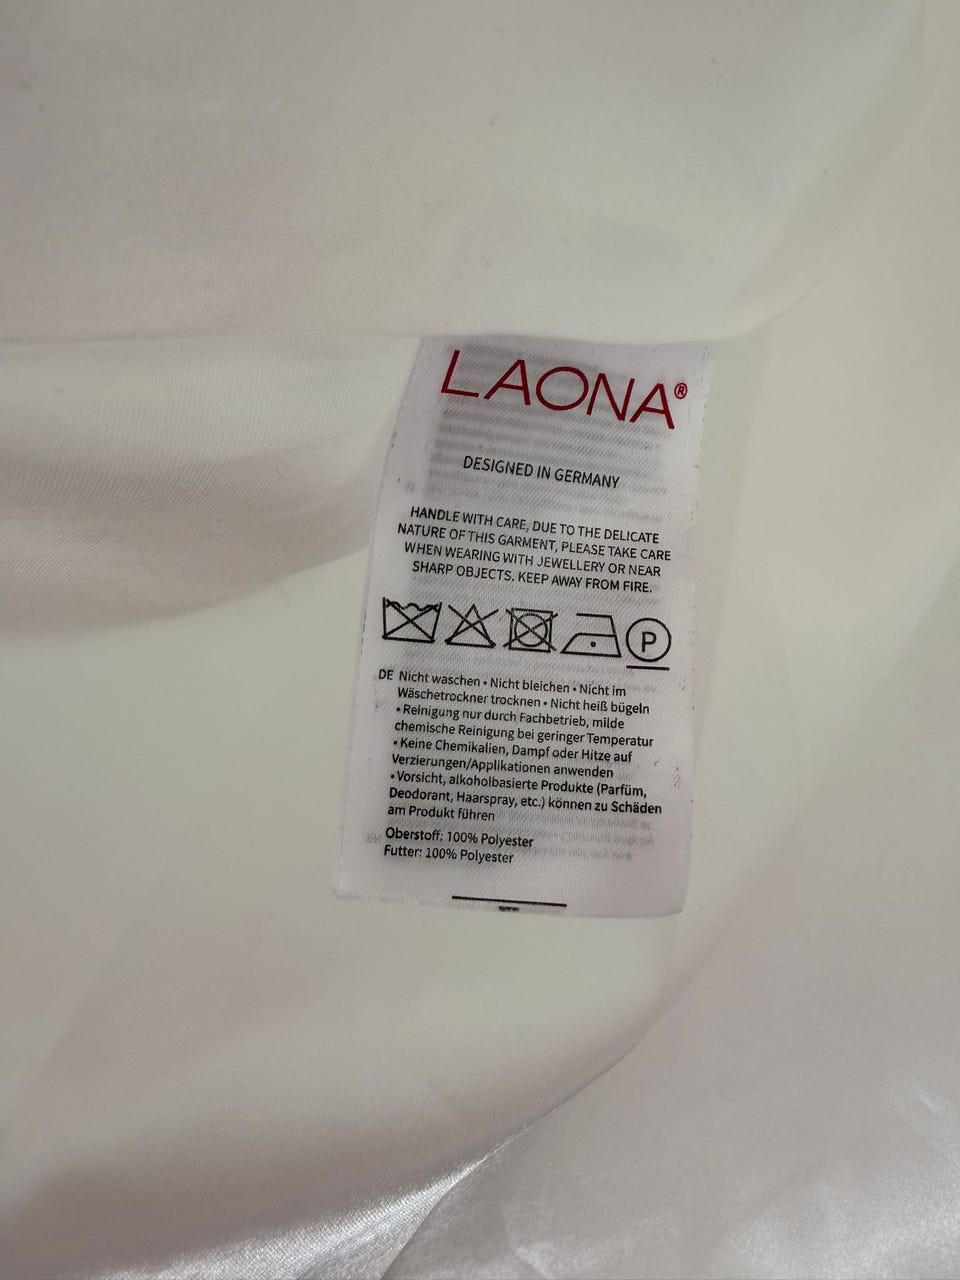 LAONA®
DESIGNED IN GERMANY
HANDLE WITH CARE, DUE TO THE DELICATE
NATURE OF THIS GARMENT, PLEASE TAKE CARE
WHEN WEARING WITH JEWELLERY OR NEAR
SHARP OBJECTS. KEEP AWAY FROM FIRE.
P
DE Nicht waschen • Nicht bleichen • Nicht im
Wäschetrockner trocknen • Nicht heiß bügeln
• Reinigung nur durch Fachbetrieb, milde
chemische Reinigung bei geringer Temperatur
• Keine Chemikalien, Dampf oder Hitze auf
Verzierungen/Applikationen anwenden
• Vorsicht, alkoholbasierte Produkte (Parfüm,
Deodorant, Haarspray, etc.) können zu Schäden
am Produkt führen
Oberstoff: 100% Polyester
Futter: 100% Polyester